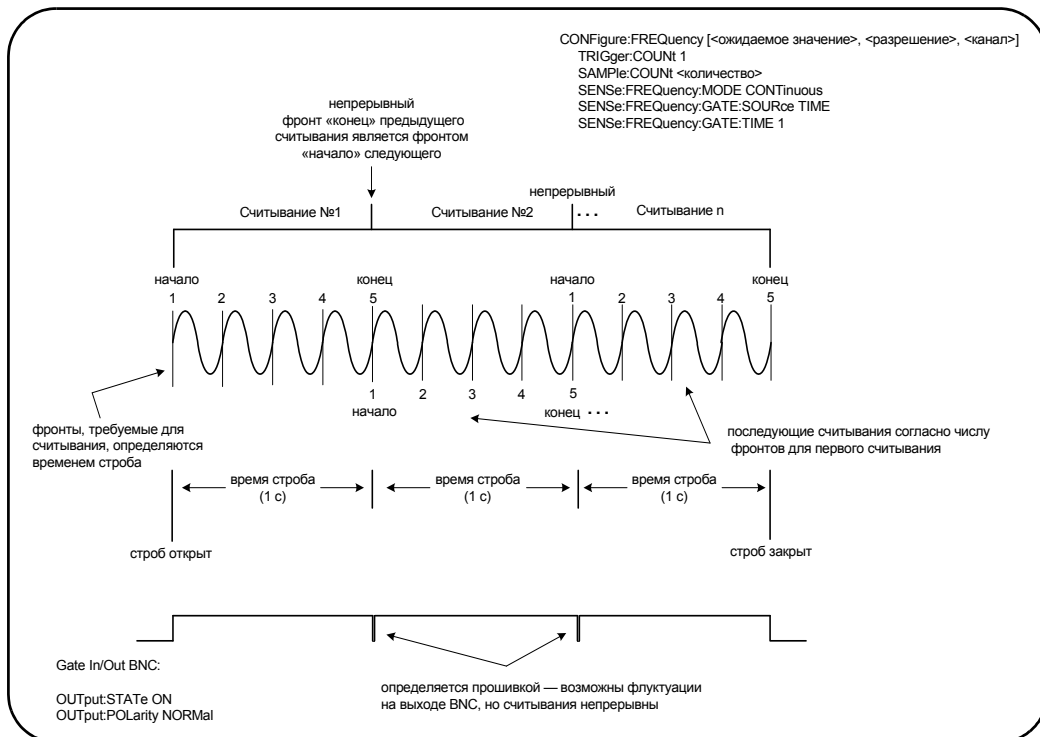 CONFigure:FREQuency [<ожидаемое значение>, <разрешение>, <канал>]
TRIGger:COUNt 1
SAMPle:COUNt <количество>
SENSe:FREQuency:MODE CONTinuous
SENSe:FREQuency:GATE:SOURce TIME
SENSe:FREQuency:GATE:TIME 1
непрерывный
фронт «конец» предыдущего
считывания является фронтом
«начало» следующего
непрерывный
Считывание №1
Считывание №2
. . .
Считывание n
начало
конец
начало
конец
1 2 3 4 5 1 2 3 4 5
1 2 3 4 5
начало
конец . . .
фронты, требуемые для
считывания, определяются
временем строба
последующие считывания согласно числу
фронтов для первого считывания
время строба
(1 с)
время строба
(1 с)
время строба
(1 с)
строб открыт
строб закрыт
Gate In/Out BNC:
OUTput:STATe ON
OUTput:POLarity NORMal
определяется прошивкой — возможны флуктуации
на выходе BNC, но считывания непрерывны